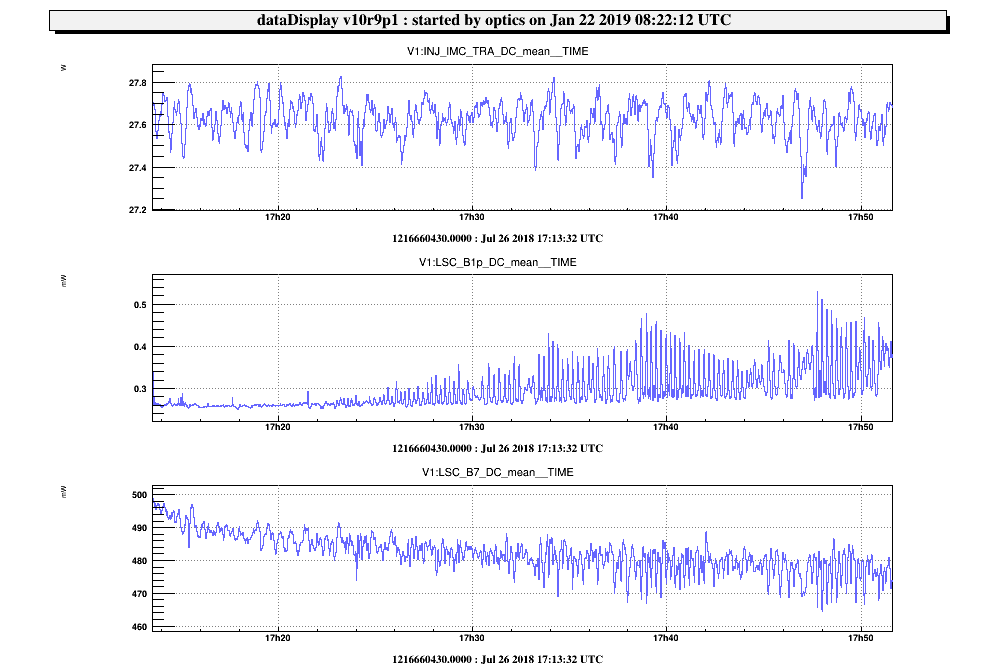 dataDisplay v10r9p1 : started by optics on Jan 22 2019 08:22:12 UTC
V1:INJ_IMC_TRA_DC_mean__TIME
W
27.8
27.6
27.4
27.2
17h20 17h30 17h40 17h50
1216660430.0000 : Jul 26 2018 17:13:32 UTC
V1:LSC_B1p_DC_mean__TIME
mW
0.5
0.4
0.3
17h20 17h30 17h40 17h50
1216660430.0000 : Jul 26 2018 17:13:32 UTC
V1:LSC_B7_DC_mean__TIME
mW
500
490
480
470
460
17h20 17h30 17h40 17h50
1216660430.0000 : Jul 26 2018 17:13:32 UTC